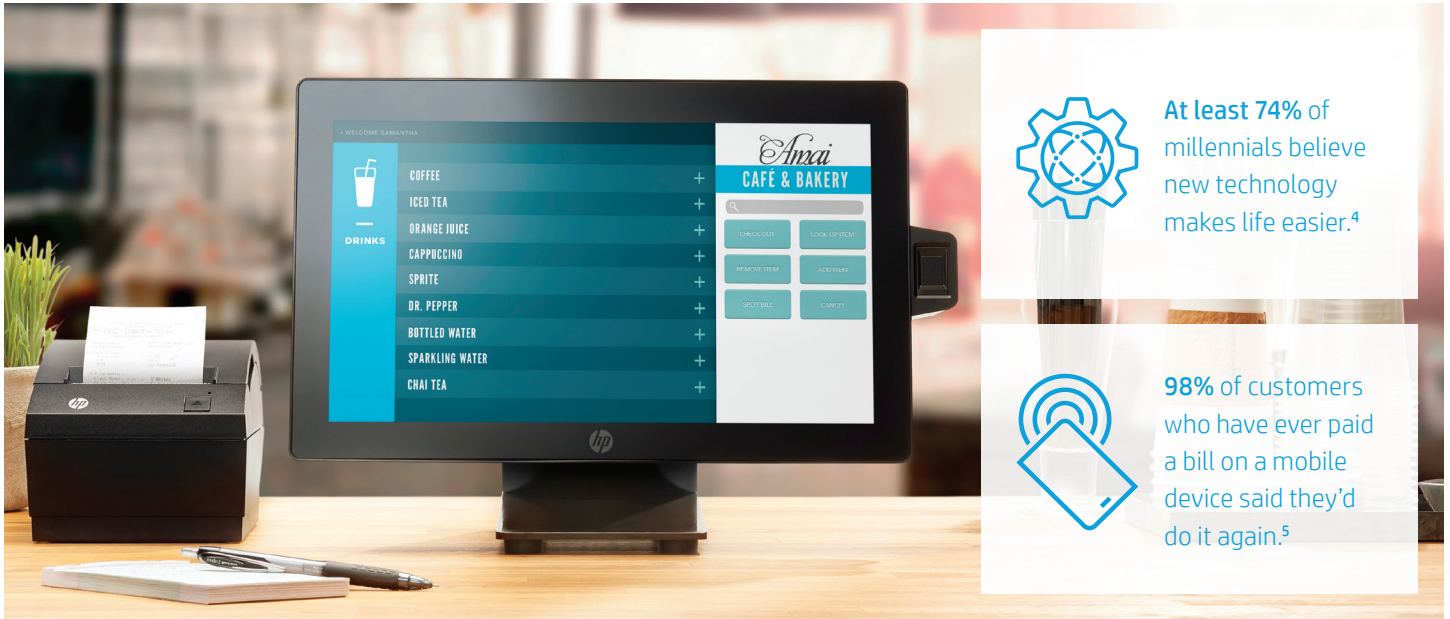 • WELCOME SAMANTHA
DRINKS
COFFEE +
ICED TEA +
ORANGE JUICE +
CAPPUCCINO +
SPRITE +
DR. PEPPER +
BOTTLED WATER +
SPARKLING WATER +
CHAI TEA +
Amai
CAFÉ & BAKERY
CHECK OUT
LOOK UP ITEM
REMOVE ITEM
ADD ITEM
SPLIT BILL
CANCEL
hp
hp
At least 74% of
millennials believe
new technology
makes life easier.⁴
98% of customers
who have ever paid
a bill on a mobile
device said they’d
do it again.⁵